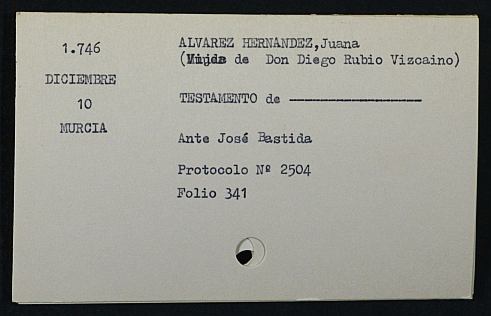 1.746
DICIEMBRE
10
MURCIA
ALVAREZ HERNANDEZ, Juana
( de Don Diego Rubio Vizcaino)
TESTAMENTO de ------------------
Ante José Bastida
Protocolo Nº 2504
Folio 341